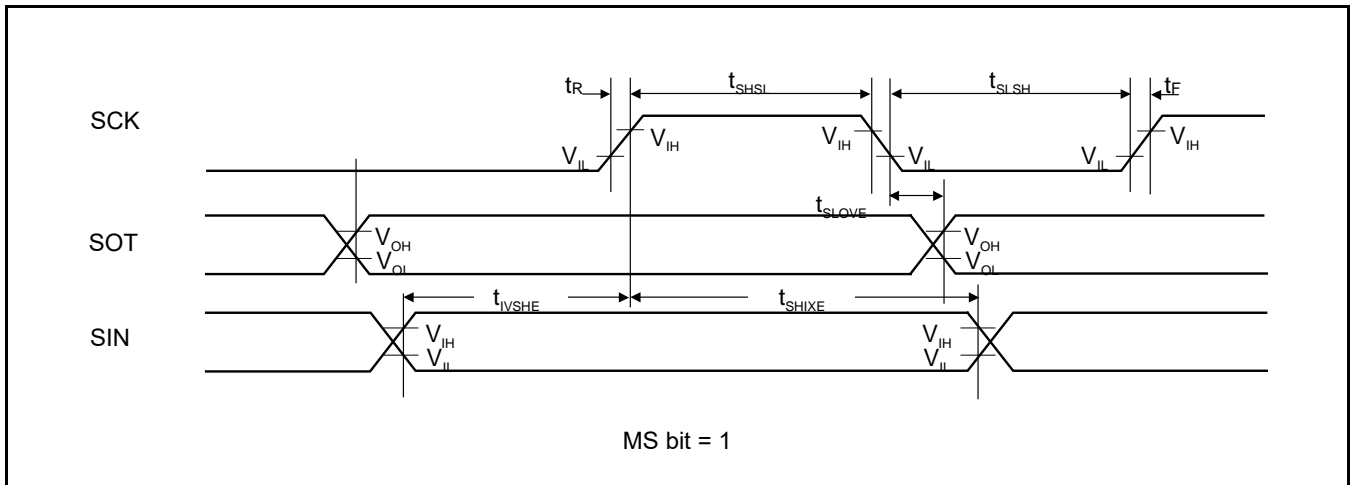 tR
tSHSL
tSLSH
tF
SCK
VIH
VIH
VIH
VIL
VIL
VIL
tSLOVE
SOT
VOH
VOH
VOL
VOL
tIVSHE
tSHIXE
SIN
VIH
VIH
VIL
VIL
MS bit = 1